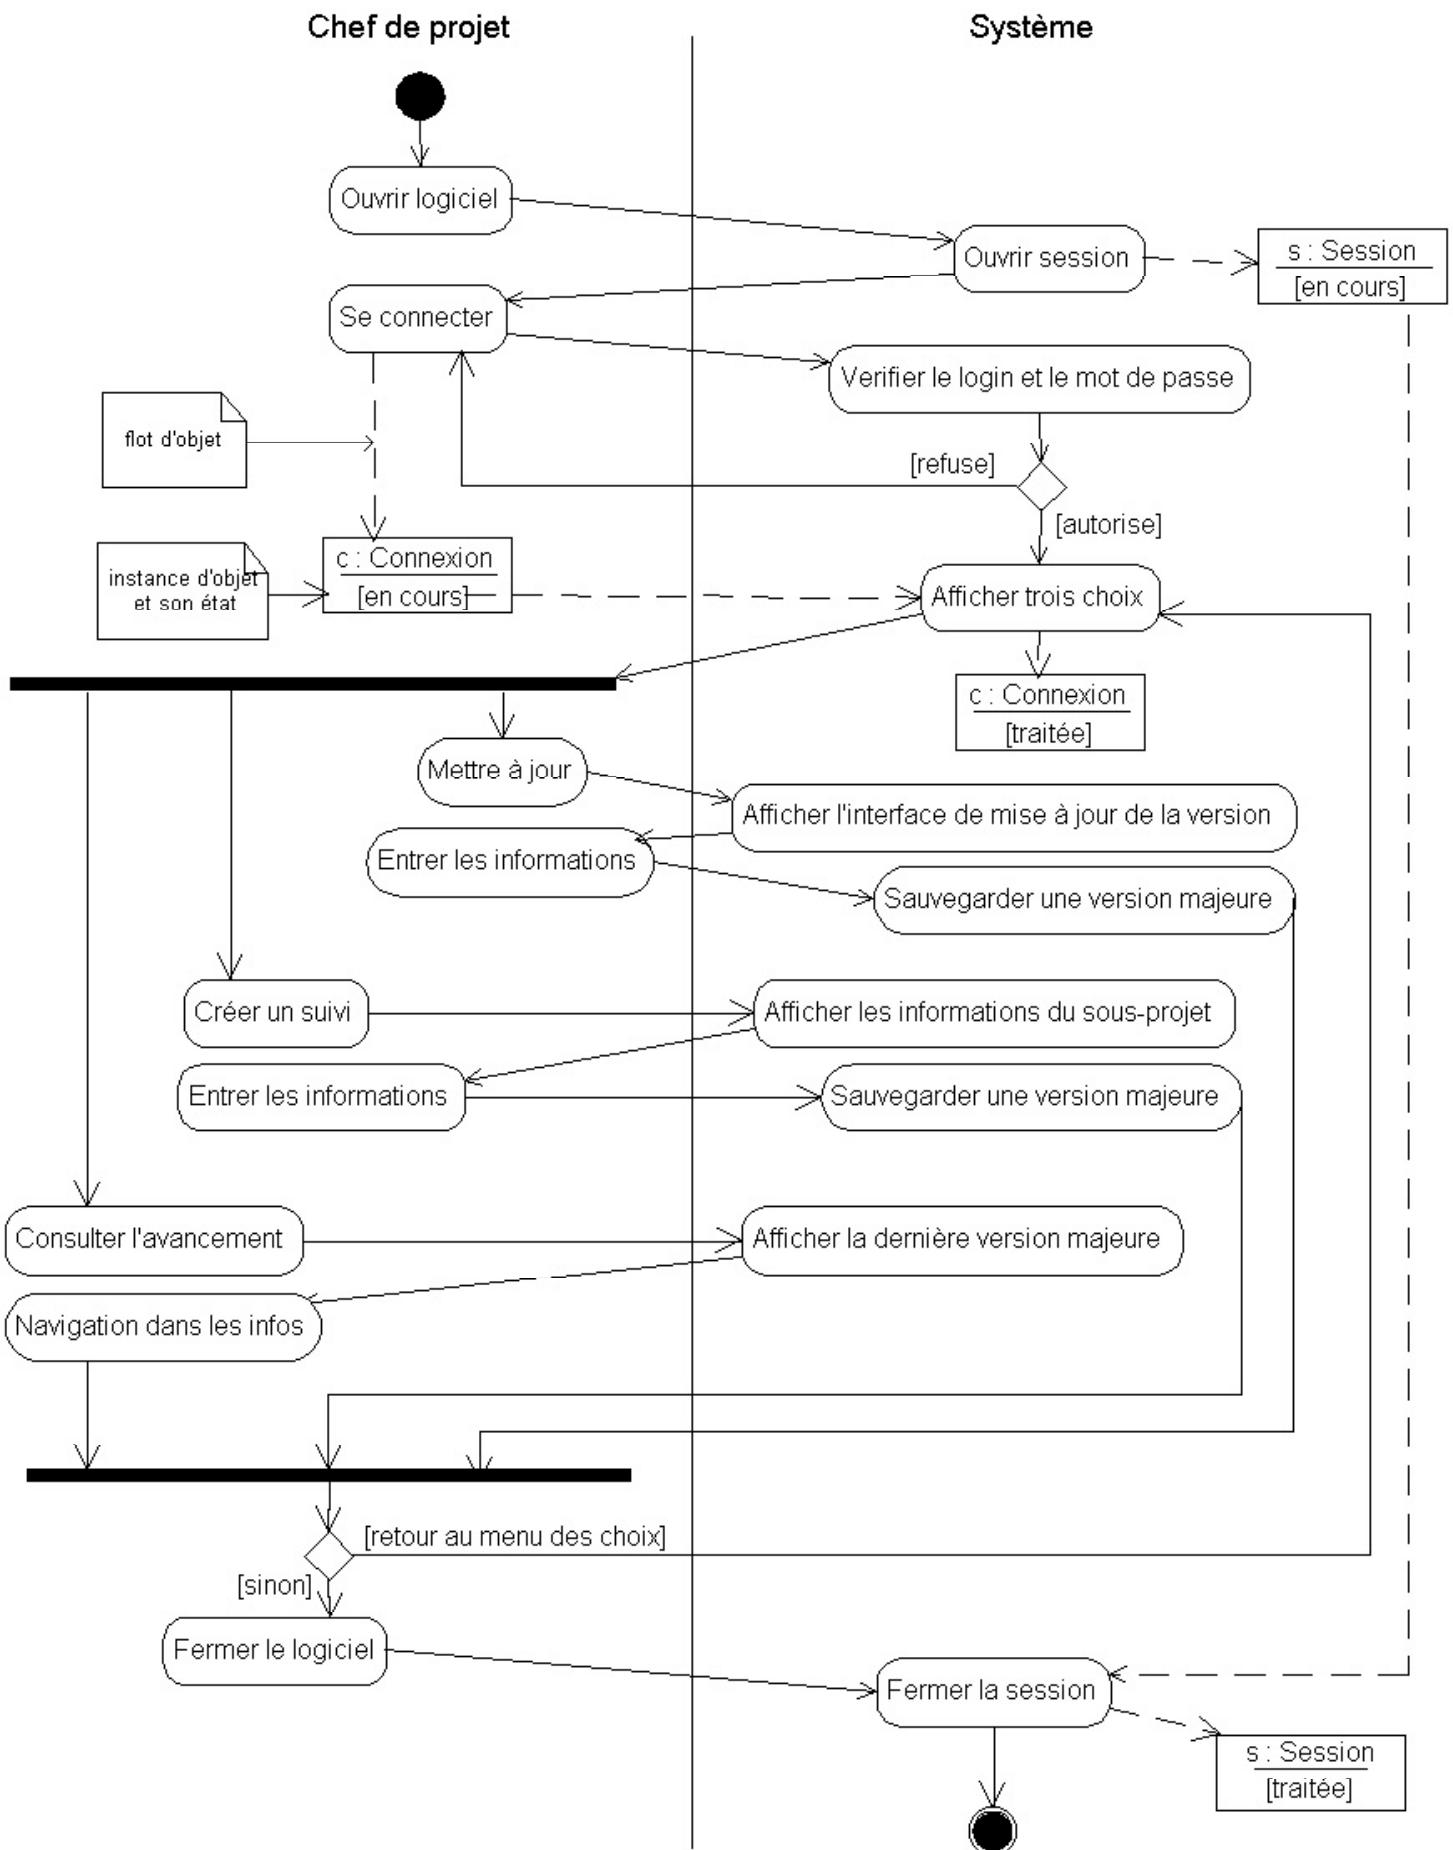 Chef de projet
Système
Ouvrir logiciel
Ouvrir session
s : Session
[en cours]
Se connecter
Verifier le login et le mot de passe
flot d'objet
[refuse]
[autorise]
instance d'objet
et son état
c : Connexion
[en cours]
Afficher trois choix
c : Connexion
[traitée]
Mettre à jour
Afficher l'interface de mise à jour de la version
Entrer les informations
Sauvegarder une version majeure
Créer un suivi
Afficher les informations du sous-projet
Entrer les informations
Sauvegarder une version majeure
Consulter l'avancement
Afficher la dernière version majeure
Navigation dans les infos
[retour au menu des choix]
[sinon]
Fermer le logiciel
Fermer la session
s : Session
[traitée]